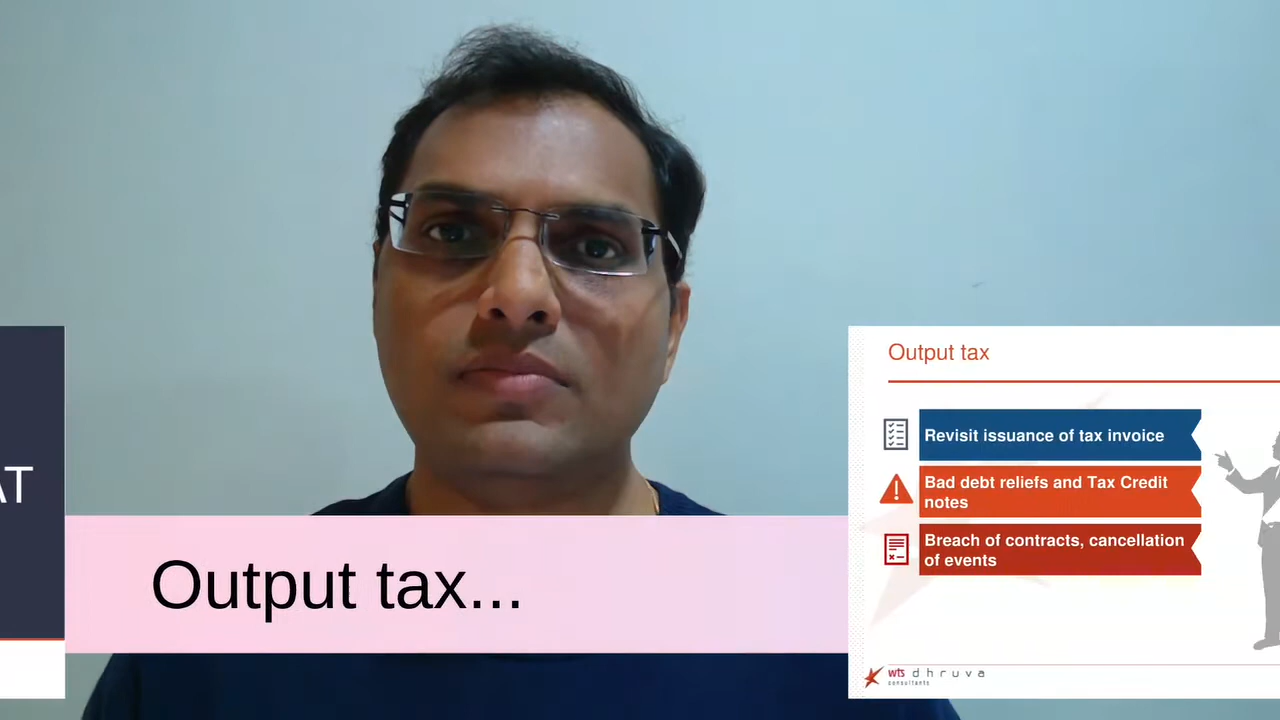 AT
Output tax...
Output tax
Revisit issuance of tax invoice
Bad debt reliefs and Tax Credit
notes
Breach of contracts, cancellation
of events
wts dhruva
consultants